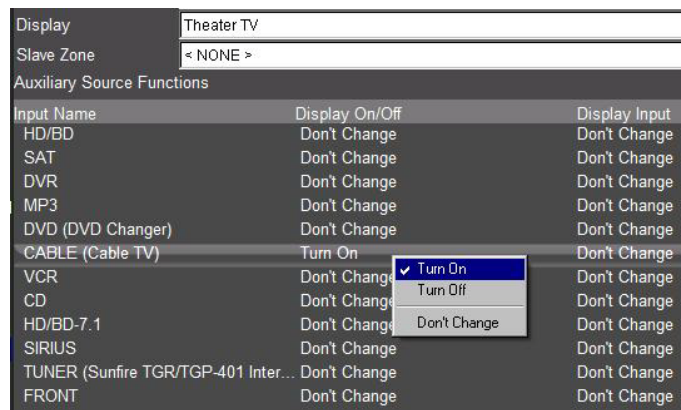 Display Theater TV
Slave Zone < NONE >
Auxiliary Source Functions
Input Name Display On/Off Display Input
HD/BD Don't Change Don't Change
SAT Don't Change Don't Change
DVR Don't Change Don't Change
MP3 Don't Change Don't Change
DVD (DVD Changer) Don't Change Don't Change
CABLE (Cable TV) Turn On Don't Change
✓ Turn On
VCR Don't Change Don't Change
Turn Off
CD Don't Change Don't Change
HD/BD-7.1 Don't Change Don't Change Don't Change
SIRIUS Don't Change Don't Change
TUNER (Sunfire TGR/TGP-401 Inter... Don't Change Don't Change
FRONT Don't Change Don't Change